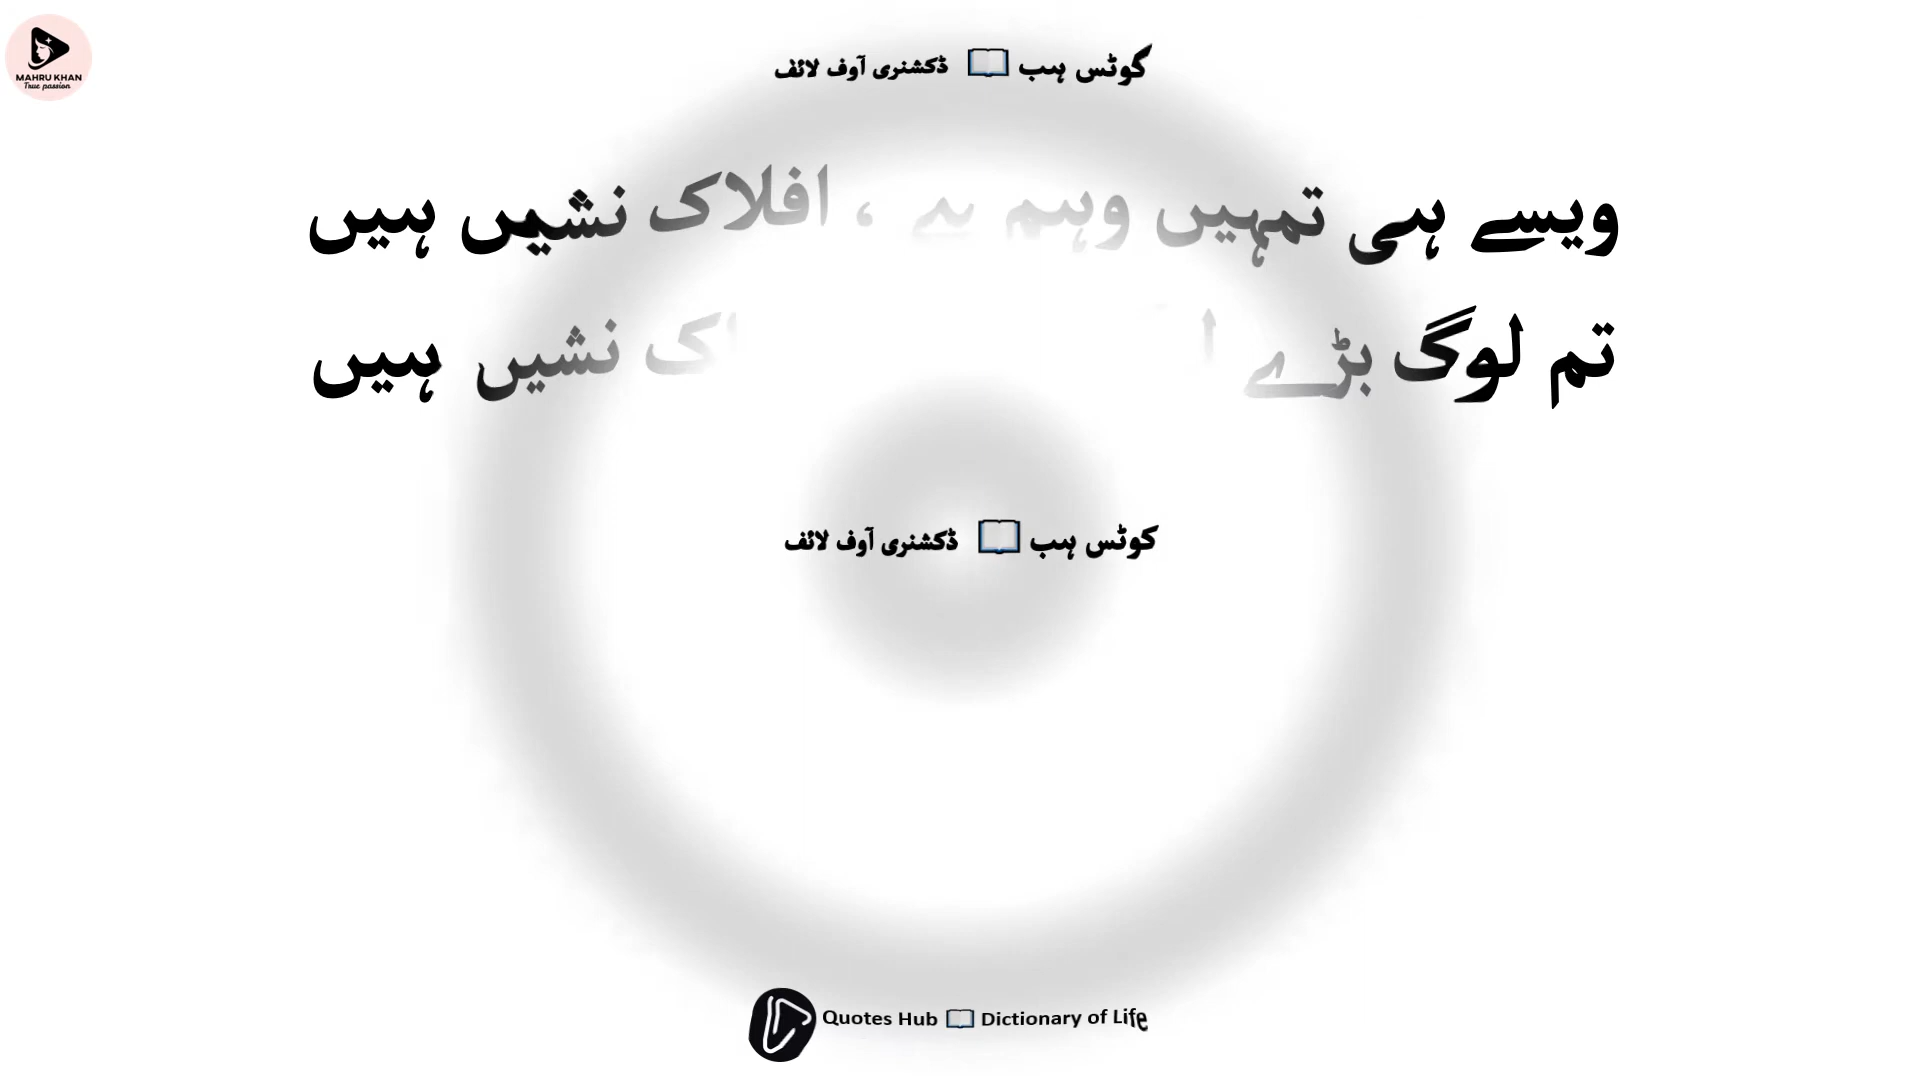 MAHRU KHAN
True passion
کوٹس ہب 📖 ڈکشنری آوف لائف
ویسے ہی تمہیں وہم ہے ، افلاک نشیں ہیں
تم لوگ بڑے نشیں ہیں
کوٹس ہب 📖 ڈکشنری آوف لائف
Quotes Hub 📖 Dictionary of Life